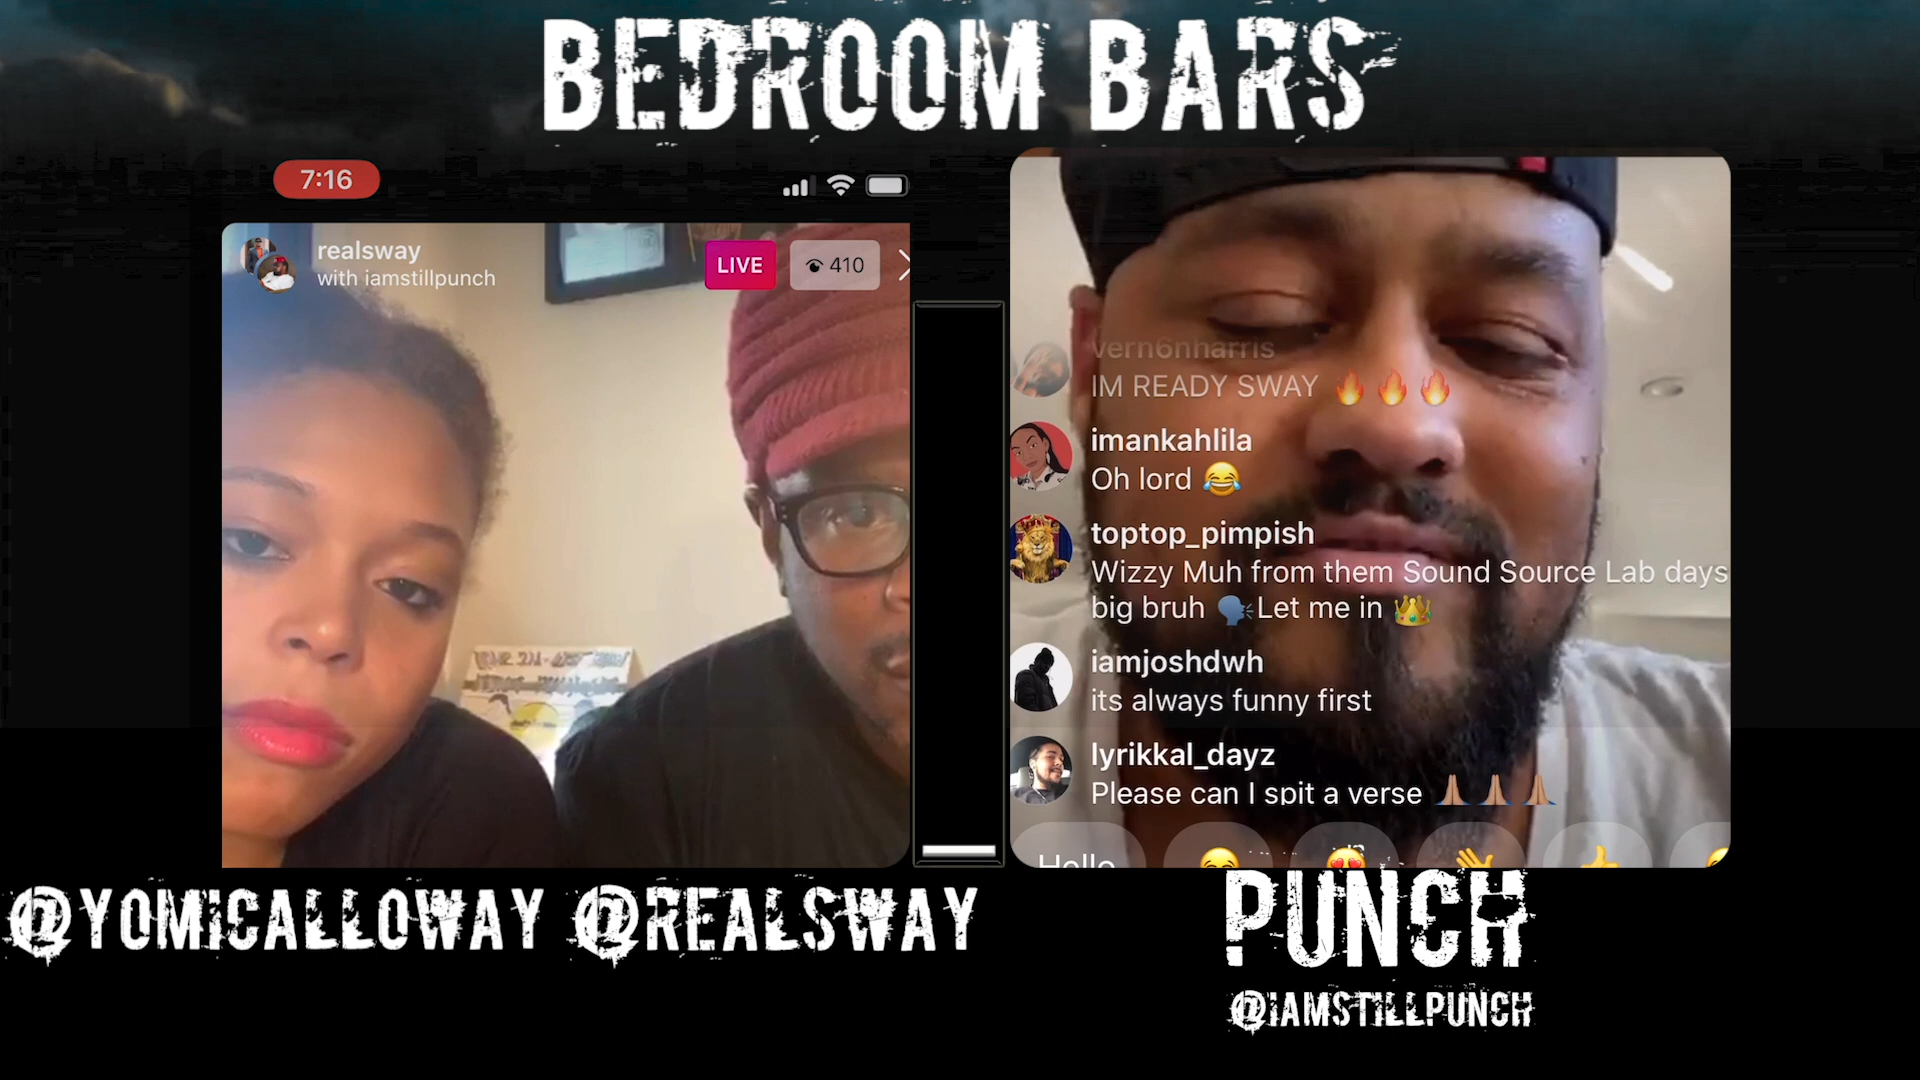 BEDROOM BARS
7:16
realsway
with iamstillpunch
LIVE
410
vern6nharris
IM READY SWAY 🔥 🔥 🔥
imankahlila
Oh lord 😂
toptop_pimpish
Wizzy Muh from them Sound Source Lab days
big bruh 🗣️Let me in 👑
iamjoshdwh
its always funny first
lyrikkal_dayz
Please can I spit a verse 🙏🏽 🙏🏽 🙏🏽
Hello
@YOMICALLOWAY @REALSWAY
PUNCH
@IAMSTILLPUNCH